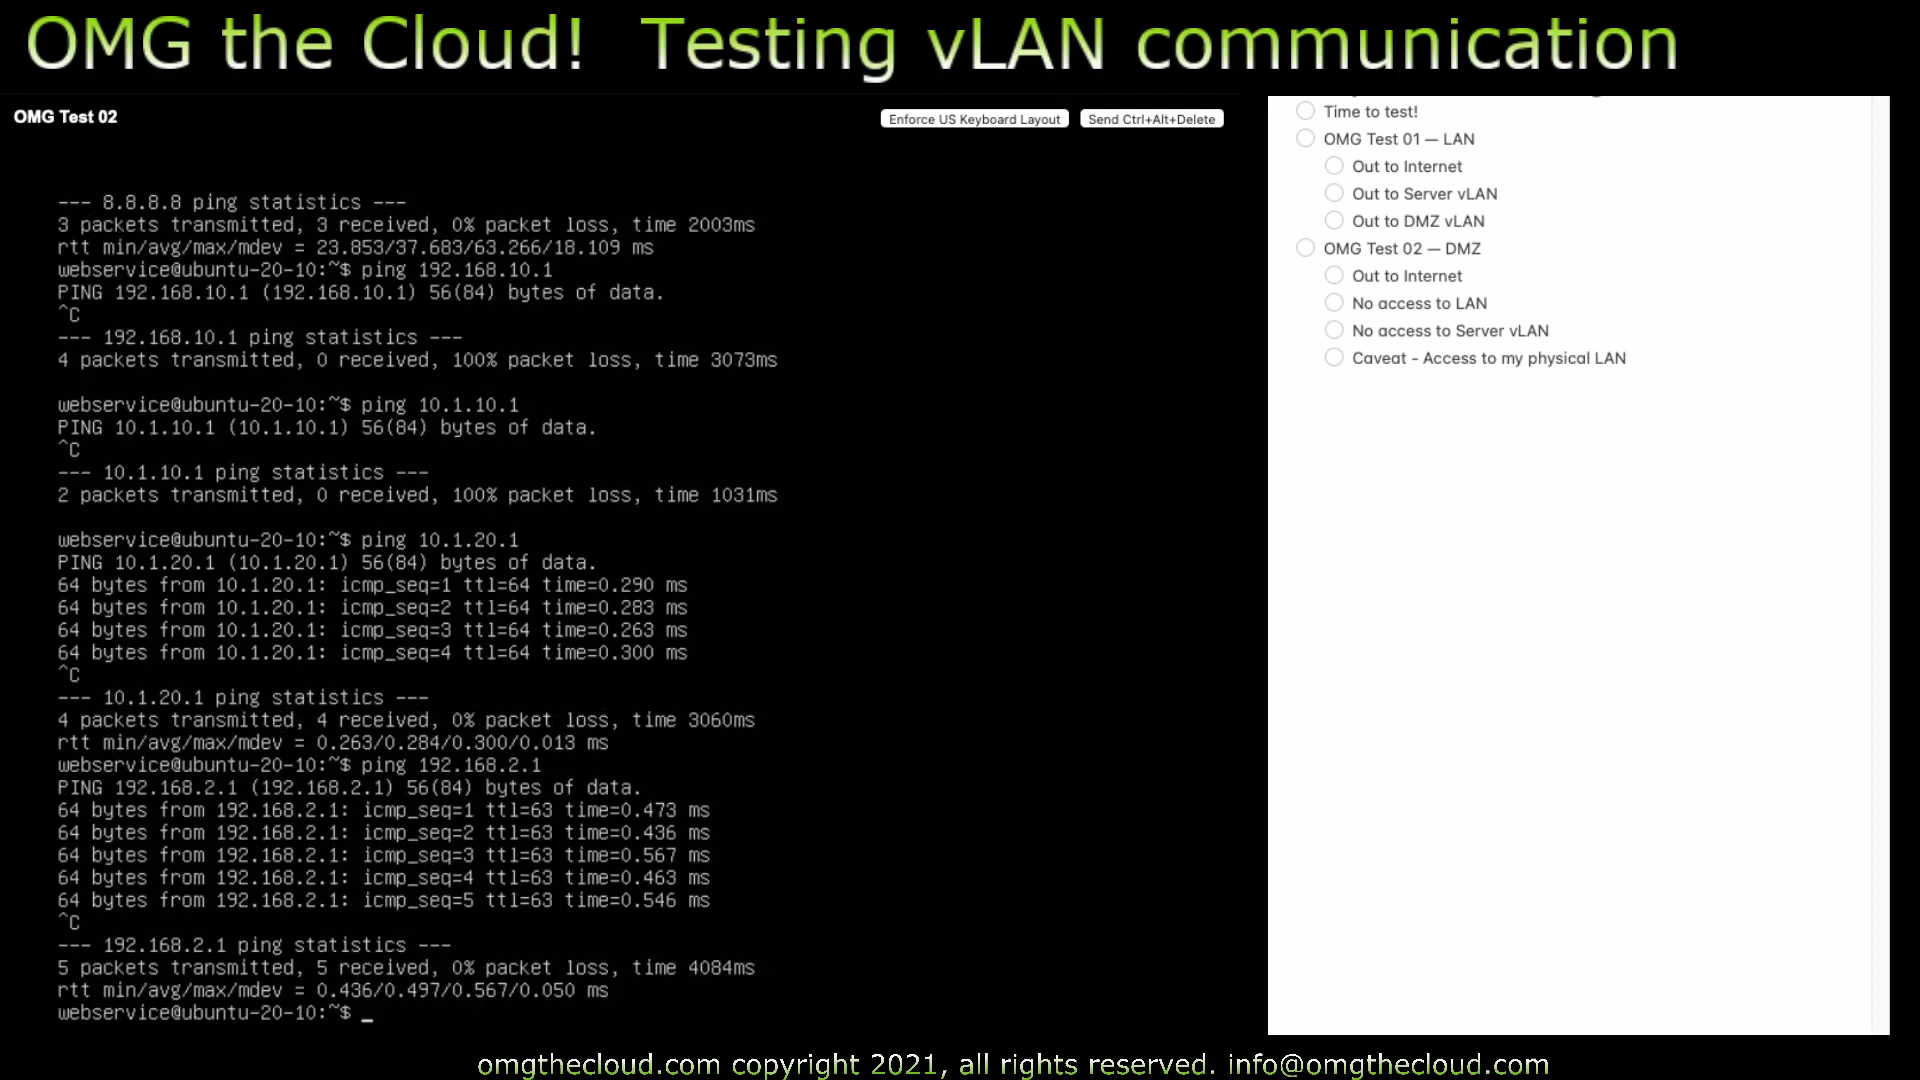 OMG the Cloud! Testing vLAN communication
OMG Test 02
Enforce US Keyboard Layout
Send Ctrl+Alt+Delete
--- 8.8.8.8 ping statistics ---
3 packets transmitted, 3 received, 0% packet loss, time 2003ms
rtt min/avg/max/mdev = 23.853/37.683/63.266/18.109 ms
webservice@ubuntu-20-10:~$ ping 192.168.10.1
PING 192.168.10.1 (192.168.10.1) 56(84) bytes of data.
^C
--- 192.168.10.1 ping statistics ---
4 packets transmitted, 0 received, 100% packet loss, time 3073ms
webservice@ubuntu-20-10:~$ ping 10.1.10.1
PING 10.1.10.1 (10.1.10.1) 56(84) bytes of data.
^C
--- 10.1.10.1 ping statistics ---
2 packets transmitted, 0 received, 100% packet loss, time 1031ms
webservice@ubuntu-20-10:~$ ping 10.1.20.1
PING 10.1.20.1 (10.1.20.1) 56(84) bytes of data.
64 bytes from 10.1.20.1: icmp_seq=1 ttl=64 time=0.290 ms
64 bytes from 10.1.20.1: icmp_seq=2 ttl=64 time=0.283 ms
64 bytes from 10.1.20.1: icmp_seq=3 ttl=64 time=0.263 ms
64 bytes from 10.1.20.1: icmp_seq=4 ttl=64 time=0.300 ms
^C
--- 10.1.20.1 ping statistics ---
4 packets transmitted, 4 received, 0% packet loss, time 3060ms
rtt min/avg/max/mdev = 0.263/0.284/0.300/0.013 ms
webservice@ubuntu-20-10:~$ ping 192.168.2.1
PING 192.168.2.1 (192.168.2.1) 56(84) bytes of data.
64 bytes from 192.168.2.1: icmp_seq=1 ttl=63 time=0.473 ms
64 bytes from 192.168.2.1: icmp_seq=2 ttl=63 time=0.436 ms
64 bytes from 192.168.2.1: icmp_seq=3 ttl=63 time=0.567 ms
64 bytes from 192.168.2.1: icmp_seq=4 ttl=63 time=0.463 ms
64 bytes from 192.168.2.1: icmp_seq=5 ttl=63 time=0.546 ms
^C
--- 192.168.2.1 ping statistics ---
5 packets transmitted, 5 received, 0% packet loss, time 4084ms
rtt min/avg/max/mdev = 0.436/0.497/0.567/0.050 ms
webservice@ubuntu-20-10:~$ _
Time to test!
OMG Test 01 — LAN
Out to Internet
Out to Server vLAN
Out to DMZ vLAN
OMG Test 02 — DMZ
Out to Internet
No access to LAN
No access to Server vLAN
Caveat - Access to my physical LAN
omgthecloud.com copyright 2021, all rights reserved. info@omgthecloud.com